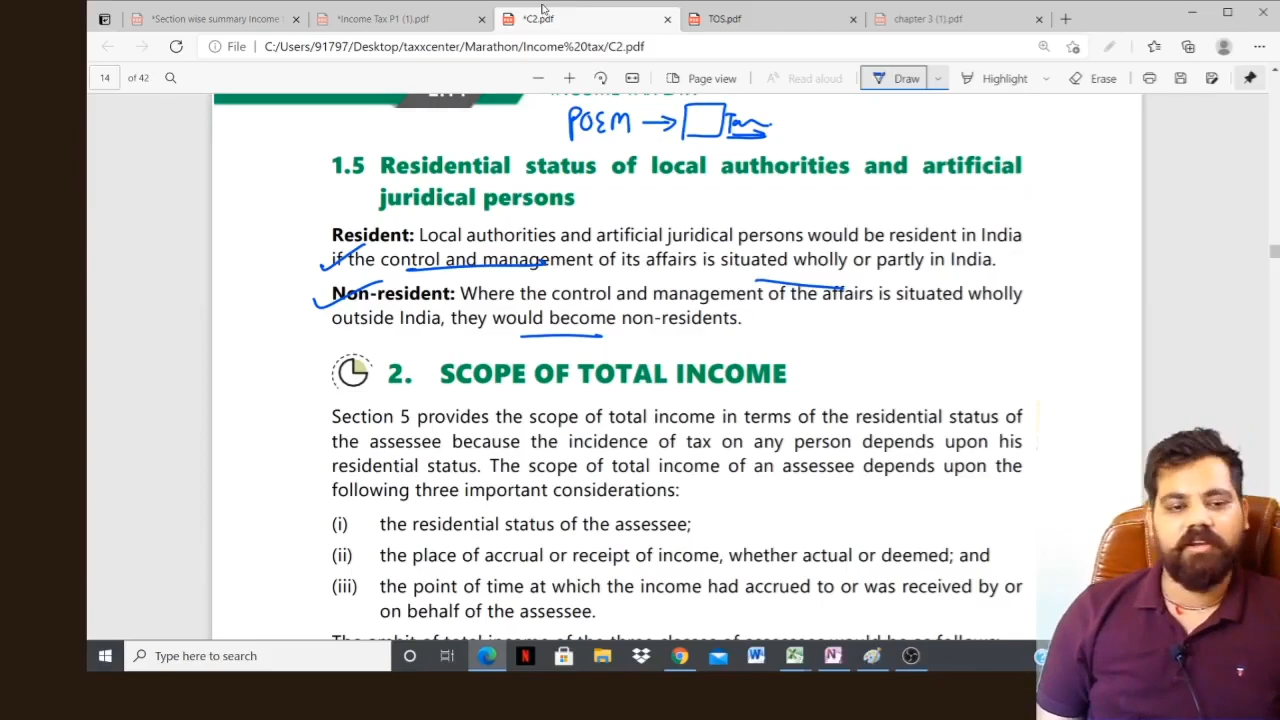 *Section wise summary Income
*Income Tax P1 (1).pdf
*C2.pdf
TOS.pdf
chapter 3 (1).pdf
File
C:/Users/91797/Desktop/taxxcenter/Marathon/Income%20tax/C2.pdf
14 of 42
Page view
Read aloud
Draw
Highlight
Erase
POEM → Tax
1.5 Residential status of local authorities and artificial
juridical persons
Resident: Local authorities and artificial juridical persons would be resident in India
if the control and management of its affairs is situated wholly or partly in India.
Non-resident: Where the control and management of the affairs is situated wholly
outside India, they would become non-residents.
2. SCOPE OF TOTAL INCOME
Section 5 provides the scope of total income in terms of the residential status of
the assessee because the incidence of tax on any person depends upon his
residential status. The scope of total income of an assessee depends upon the
following three important considerations:
(i) the residential status of the assessee;
(ii) the place of accrual or receipt of income, whether actual or deemed; and
(iii) the point of time at which the income had accrued to or was received by or
on behalf of the assessee.
Type here to search